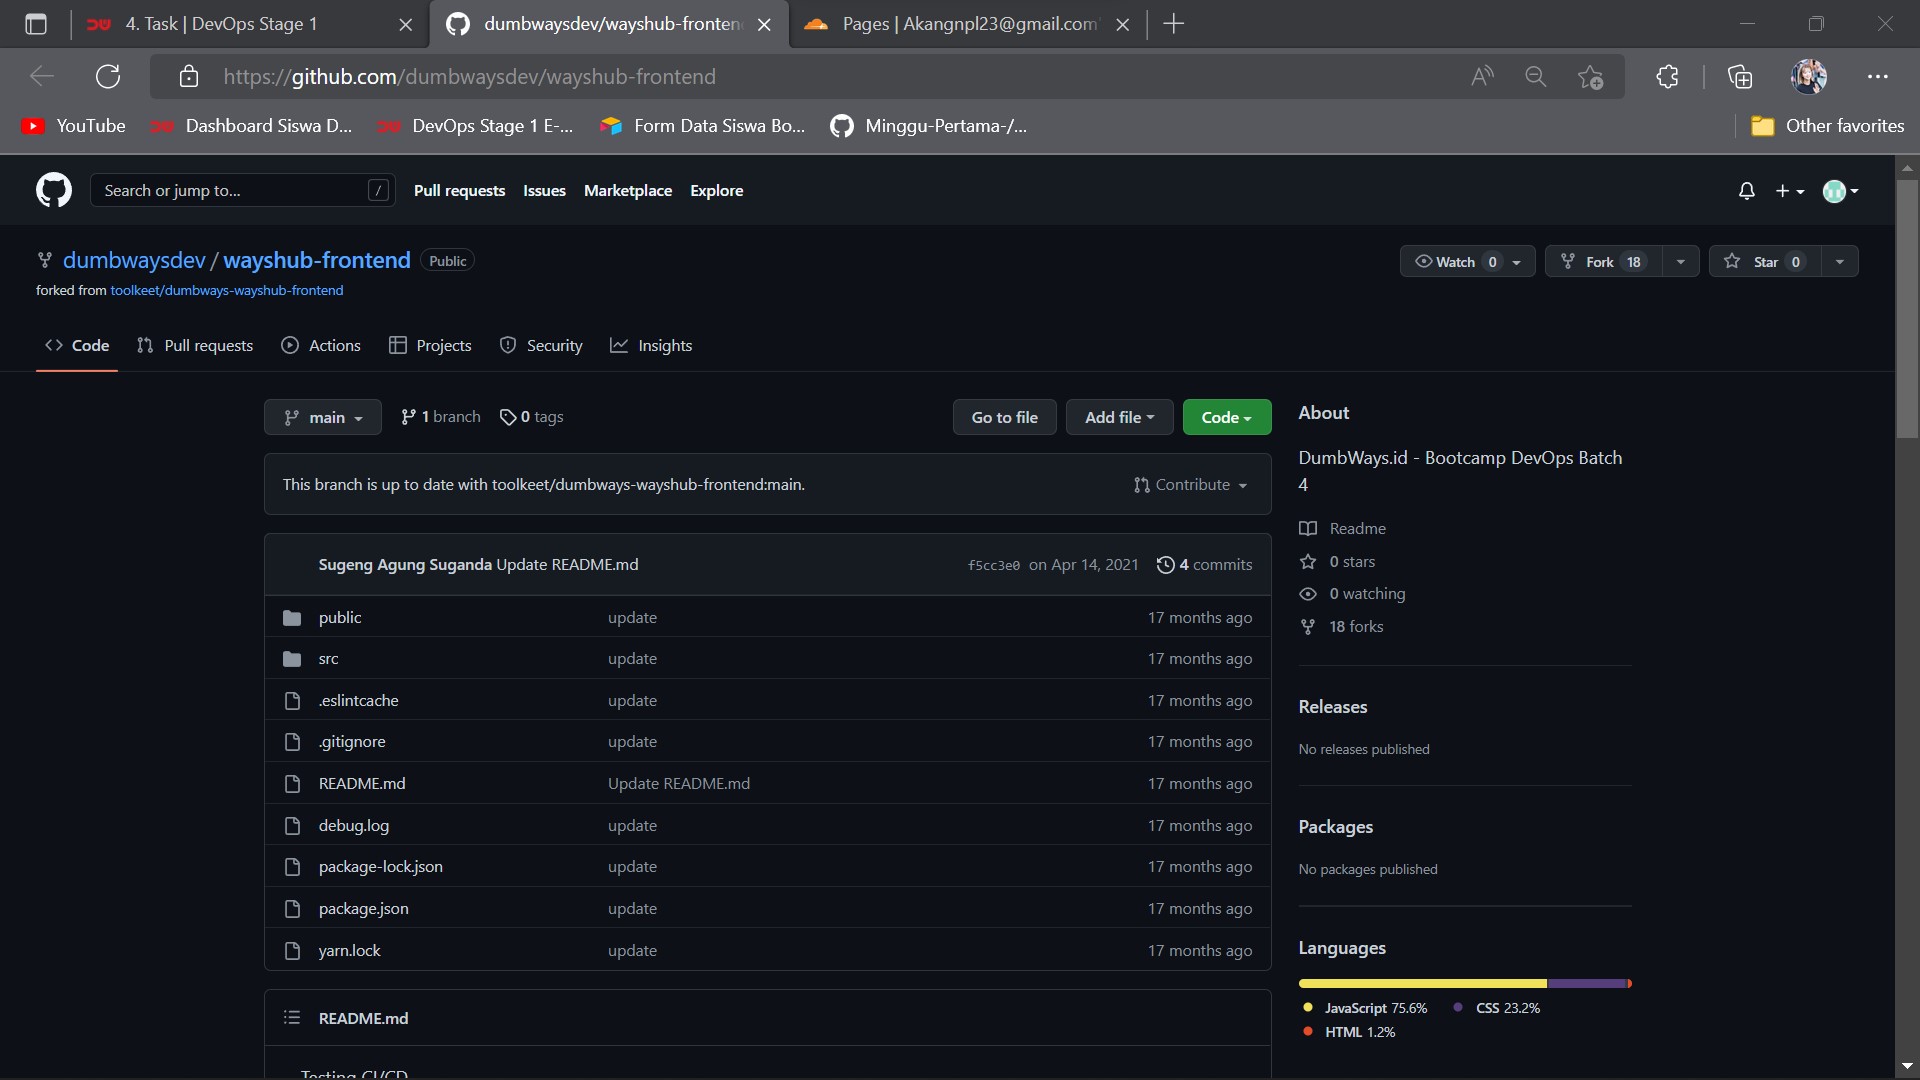 4. Task | DevOps Stage 1
dumbwaysdev/wayshub-fronten
Pages | Akangnpl23@gmail.com'
https://github.com/dumbwaysdev/wayshub-frontend
YouTube
Dashboard Siswa D...
DevOps Stage 1 E-...
Form Data Siswa Bo...
Minggu-Pertama-/...
Other favorites
Search or jump to...
/
Pull requests
Issues
Marketplace
Explore
dumbwaysdev / wayshub-frontend
Public
Watch 0
Fork 18
Star 0
forked from toolkeet/dumbways-wayshub-frontend
Code
Pull requests
Actions
Projects
Security
Insights
main
1 branch
0 tags
Go to file
Add file
Code
This branch is up to date with toolkeet/dumbways-wayshub-frontend:main.
Contribute
Sugeng Agung Suganda Update README.md
f5cc3e0 on Apr 14, 2021
4 commits
public update 17 months ago
src update 17 months ago
.eslintcache update 17 months ago
.gitignore update 17 months ago
README.md Update README.md 17 months ago
debug.log update 17 months ago
package-lock.json update 17 months ago
package.json update 17 months ago
yarn.lock update 17 months ago
README.md
Testing CI/CD
About
DumbWays.id - Bootcamp DevOps Batch
4
Readme
0 stars
0 watching
18 forks
Releases
No releases published
Packages
No packages published
Languages
JavaScript 75.6%
CSS 23.2%
HTML 1.2%